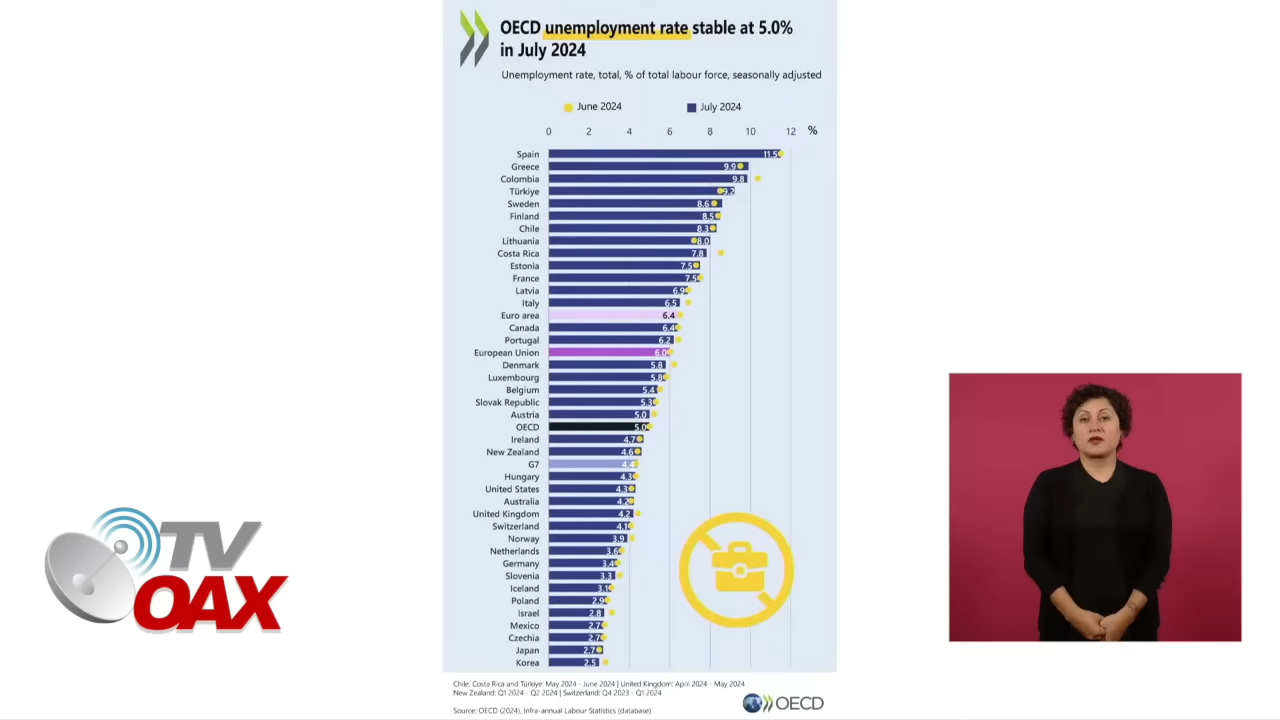 OECD unemployment rate stable at 5.0%
in July 2024
Unemployment rate, total, % of total labour force, seasonally adjusted
June 2024
July 2024
0 2 4 6 8 10 12 %
Spain 11.5
Greece 9.9
Colombia 9.8
Türkiye 9.2
Sweden 8.6
Finland 8.5
Chile 8.3
Lithuania 8.0
Costa Rica 7.8
Estonia 7.5
France 7.5
Latvia 6.9
Italy 6.5
Euro area 6.4
Canada 6.4
Portugal 6.2
European Union 6.0
Denmark 5.8
Luxembourg 5.8
Belgium 5.4
Slovak Republic 5.3
Austria 5.0
OECD 5.0
Ireland 4.7
New Zealand 4.6
G7 4.4
Hungary 4.3
United States 4.3
Australia 4.2
United Kingdom 4.2
Switzerland 4.1
Norway 3.9
Netherlands 3.6
Germany 3.4
Slovenia 3.3
Iceland 3.1
Poland 2.9
Israel 2.8
Mexico 2.7
Czechia 2.7
Japan 2.7
Korea 2.5
Chile, Costa Rica and Türkiye: May 2024 - June 2024 | United Kingdom: April 2024 - May 2024
New Zealand: Q1 2024 - Q2 2024 | Switzerland: Q4 2023 - Q1 2024
Source: OECD (2024), Infra-annual Labour Statistics (database)
OECD
TV
OAX